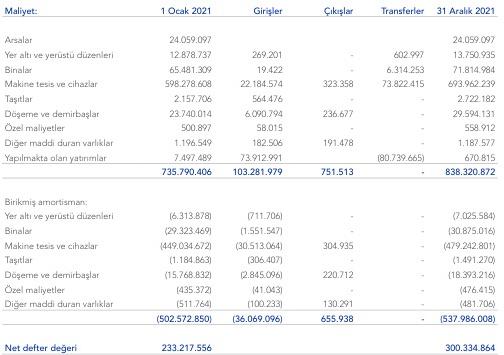 Maliyet: 1 Ocak 2021 Girişler Çıkışlar Transferler 31 Aralık 2021
Arsalar 24.059.097 24.059.097
Yer altı ve yerüstü düzenleri 12.878.737 269.201 - 602.997 13.750.935
Binalar 65.481.309 19.422 - 6.314.253 71.814.984
Makine tesis ve cihazlar 598.278.608 22.184.574 323.358 73.822.415 693.962.239
Taşıtlar 2.157.706 564.476 - - 2.722.182
Döşeme ve demirbaşlar 23.740.014 6.090.794 236.677 - 29.594.131
Özel maliyetler 500.897 58.015 - - 558.912
Diğer maddi duran varlıklar 1.196.549 182.506 191.478 - 1.187.577
Yapılmakta olan yatırımlar 7.497.489 73.912.991 (80.739.665) 670.815
735.790.406 103.281.979 751.513 - 838.320.872
Birikmiş amortisman:
Yer altı ve yerüstü düzenleri (6.313.878) (711.706) - - (7.025.584)
Binalar (29.323.469) (1.551.547) - - (30.875.016)
Makine tesis ve cihazlar (449.034.672) (30.513.064) 304.935 - (479.242.801)
Taşıtlar (1.184.863) (306.407) - - (1.491.270)
Döşeme ve demirbaşlar (15.768.832) (2.845.096) 220.712 - (18.393.216)
Özel maliyetler (435.372) (41.043) - - (476.415)
Diğer maddi duran varlıklar (511.764) (100.233) 130.291 - (481.706)
(502.572.850) (36.069.096) 655.938 - (537.986.008)
Net defter değeri 233.217.556 300.334.864